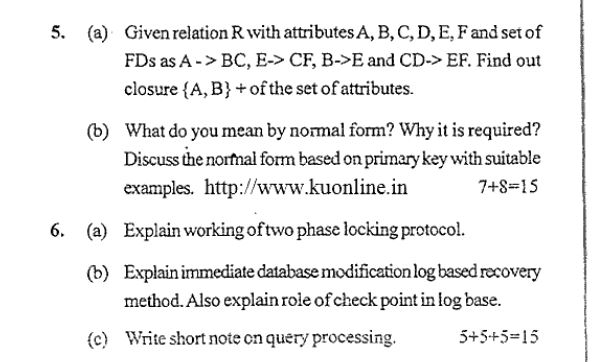 5. (a) Given relation R with attributes A, B, C, D, E, F and set of
FDs as A - > BC, E-> CF, B->E and CD-> EF. Find out
closure {A, B} + of the set of attributes.
(b) What do you mean by normal form? Why it is required?
Discuss the normal form based on primary key with suitable
examples. http://www.kuonline.in 7+8=15
6. (a) Explain working of two phase locking protocol.
(b) Explain immediate database modification log based recovery
method. Also explain role of check point in log base.
(c) Write short note on query processing. 5+5+5=15